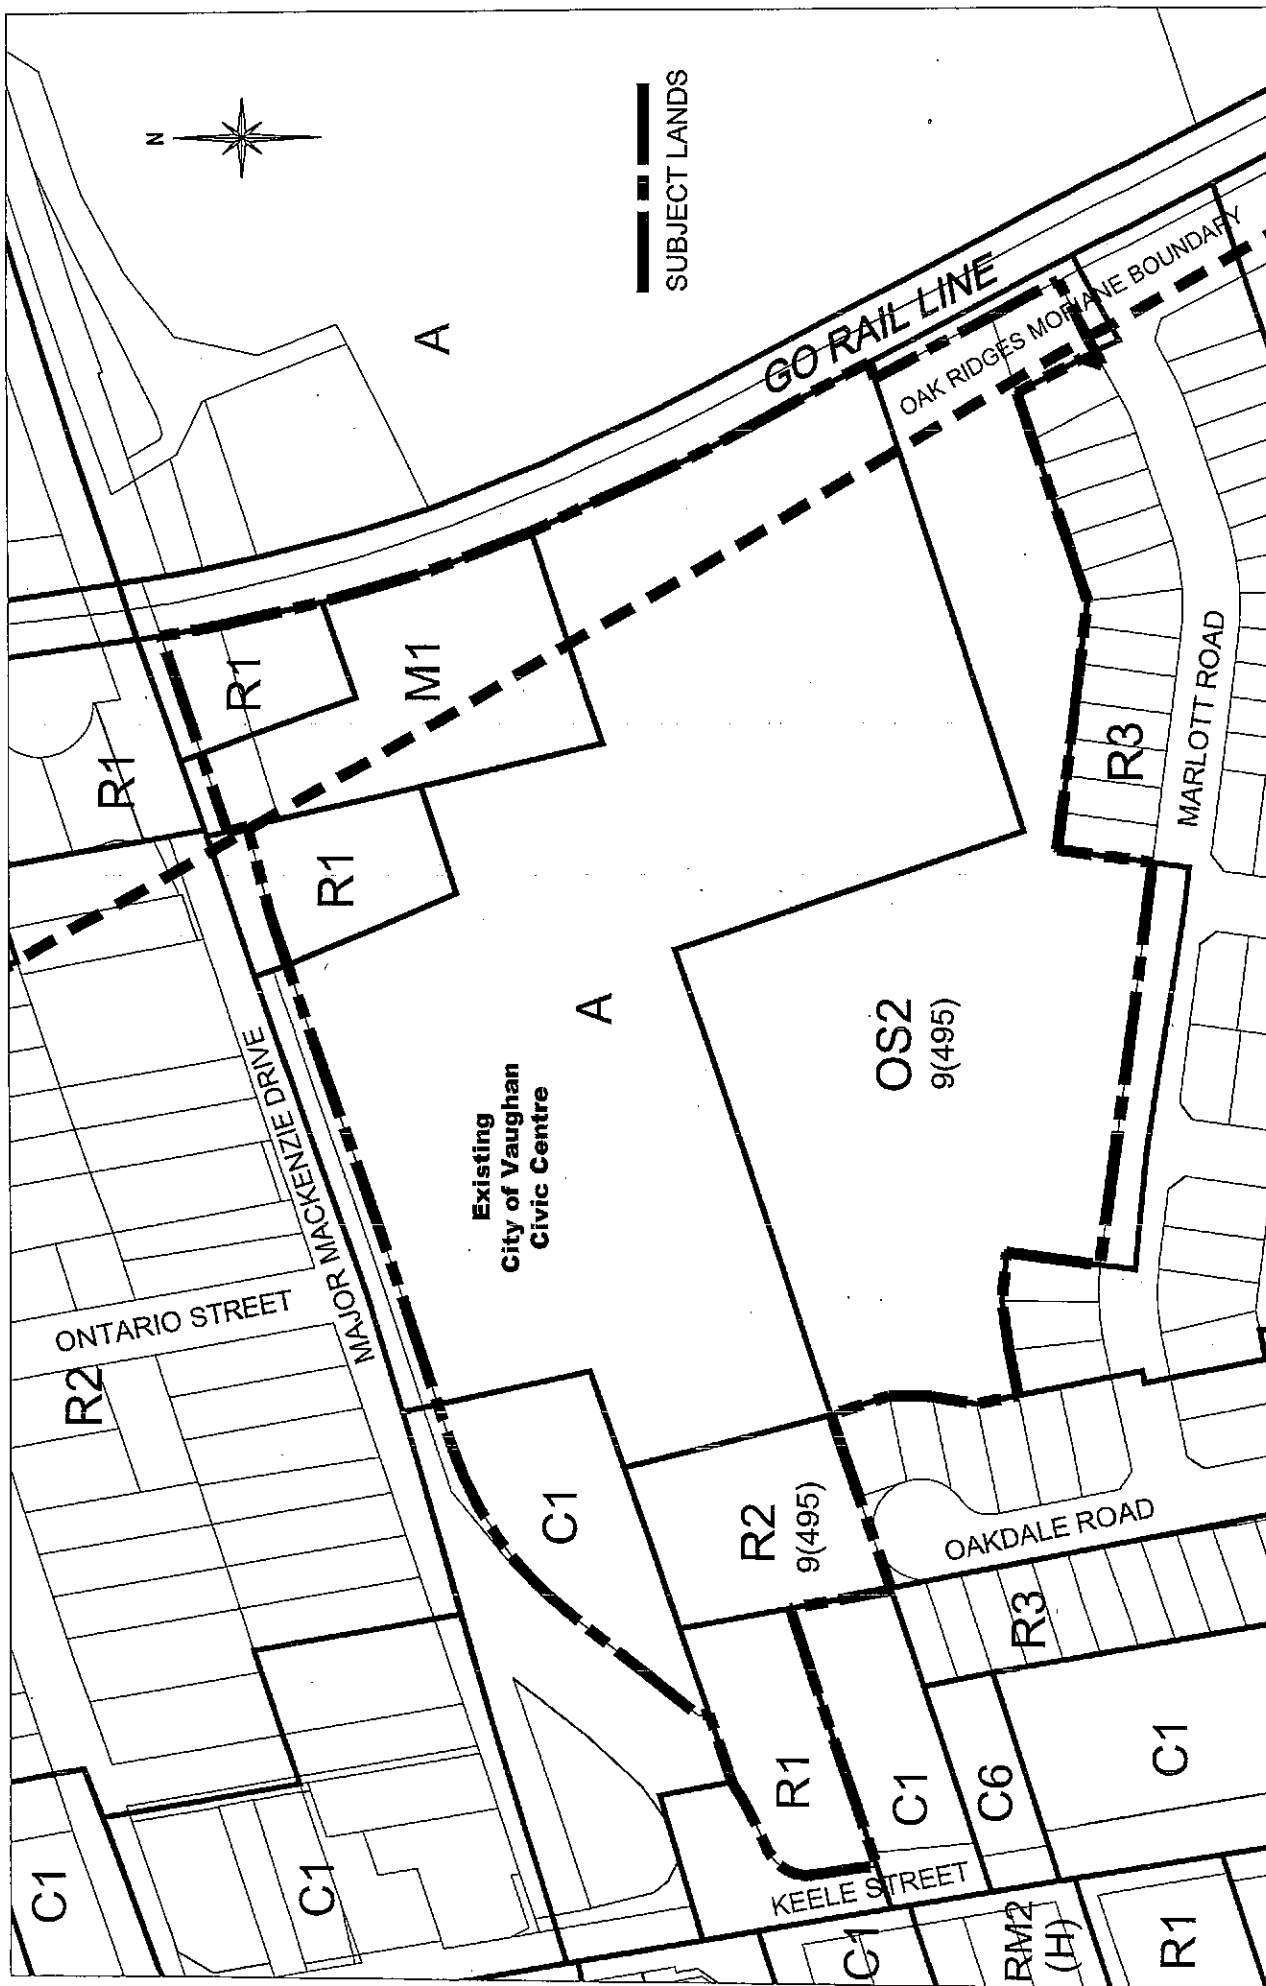 N
SUBJECT LANDS
A
GO RAIL LINE
OAK RIDGES MORIANE BOUNDARY
R1
M1
R1
R1
R3
MARLOTT ROAD
A
OS2
9(495)
Existing
City of Vaughan
Civic Centre
MAJOR MACKENZIE DRIVE
ONTARIO STREET
R2
C1
R2
9(495)
OAKDALE ROAD
R3
R1
C1
C6
C1
KEELE STREET
C1
C1
C1
RM2
(H)
R1